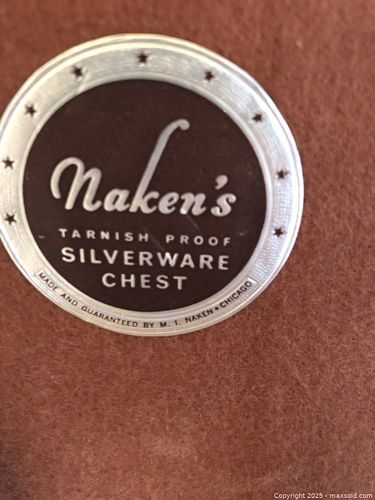 Naken's
TARNISH PROOF
SILVERWARE
CHEST
MADE AND GUARANTEED BY M. I. NAKEN • CHICAGO
Copyright 2025 - maxsold.com